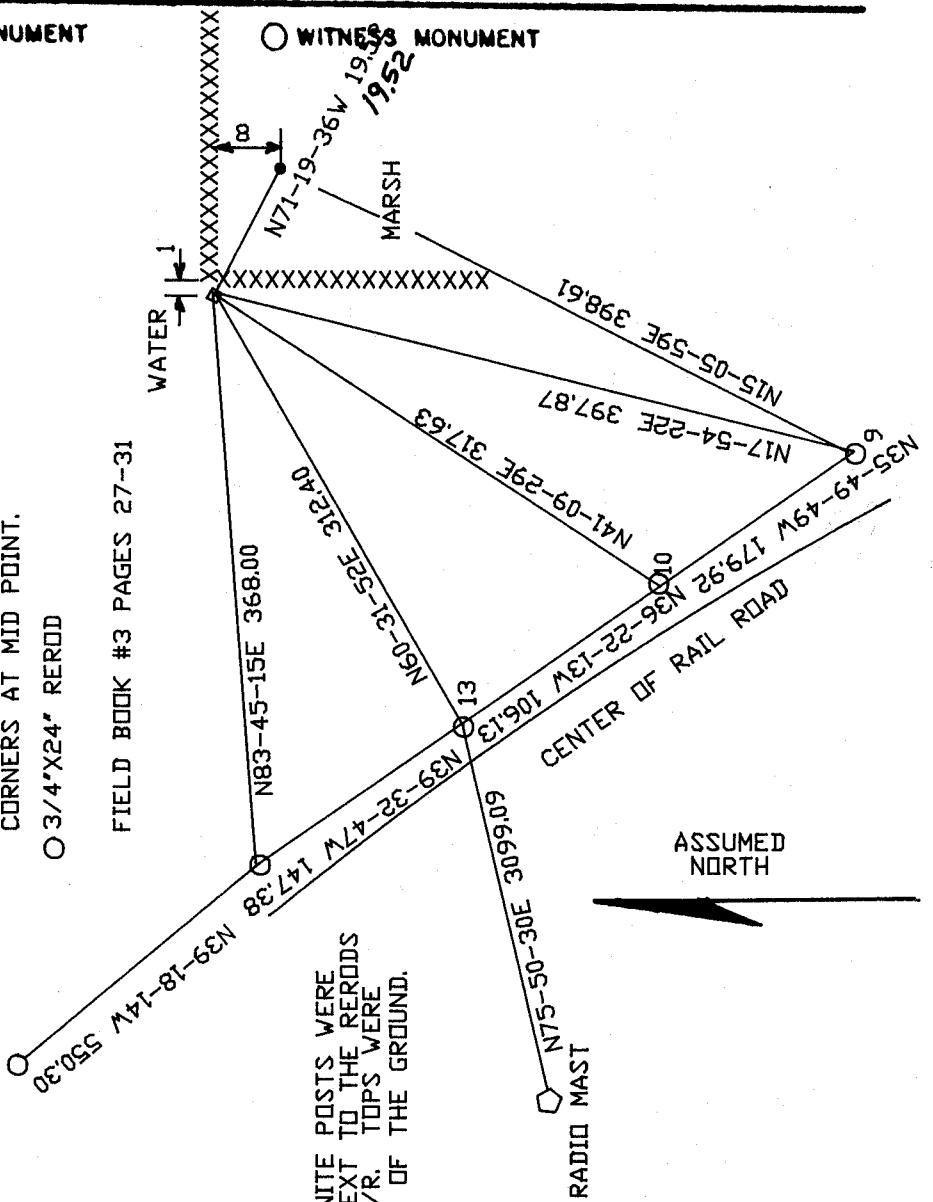 NUMENT
WITNESS MONUMENT
N71-19-36W
19.52
8
1
MARSH
XXXXXXXXXXXXXXXX
WATER
N15-05-59E 398.61
N17-54-22E 397.87
N41-09-29E 317.63
N60-31-52E 312.40
N83-45-15E 368.00
CORNERS AT MID POINT.
3/4"X24" REROD
FIELD BOOK #3 PAGES 27-31
6
N35-49-49W
10
N36-22-13W 179.92
13
N39-32-47W 106.13
N39-18-14W 147.38
550.30
CENTER OF RAIL ROAD
ASSUMED
NORTH
N75-50-30E 3099.09
RADIO MAST
NITE POSTS WERE
EXT TO THE RERODS
/R. TOPS WERE
OF THE GROUND.